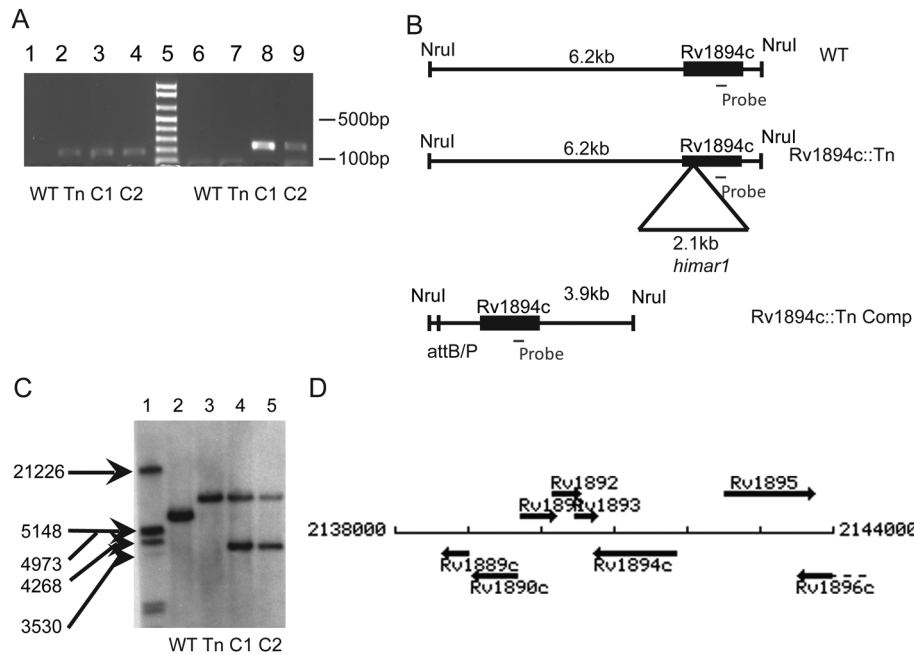 A
1 2 3 4 5 6 7 8 9
500bp
100bp
WT Tn C1 C2 WT Tn C1 C2
B
NruI 6.2kb Rv1894c NruI WT
Probe
NruI 6.2kb Rv1894c NruI Rv1894c::Tn
Probe
2.1kb
himar1
NruI Rv1894c 3.9kb NruI Rv1894c::Tn Comp
attB/P Probe
C
1 2 3 4 5
21226
5148
4973
4268
3530
WT Tn C1 C2
D
Rv1892 Rv1895
Rv1893
2138000 2144000
Rv1889c Rv1894c
Rv1890c Rv1896c